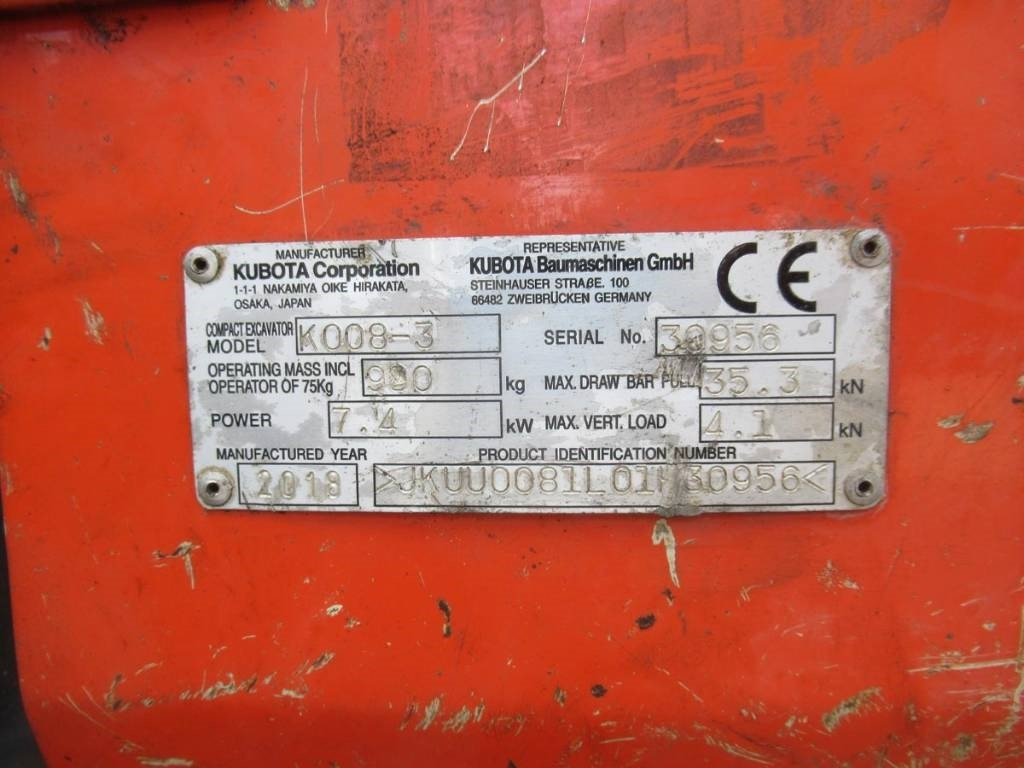 MANUFACTURER
KUBOTA Corporation
1-1-1 NAKAMIYA OIKE HIRAKATA,
OSAKA, JAPAN
REPRESENTATIVE
KUBOTA Baumaschinen GmbH
STEINHAUSER STRAßE. 100
66482 ZWEIBRÜCKEN GERMANY
CE
COMPACT EXCAVATOR
MODEL K008-3
SERIAL No. 30956
OPERATING MASS INCL
OPERATOR OF 75Kg kg
MAX. DRAW BAR PULL 35.3 kN
POWER 7.4 kW
MAX. VERT. LOAD 4.1 kN
MANUFACTURED YEAR
2018
PRODUCT IDENTIFICATION NUMBER